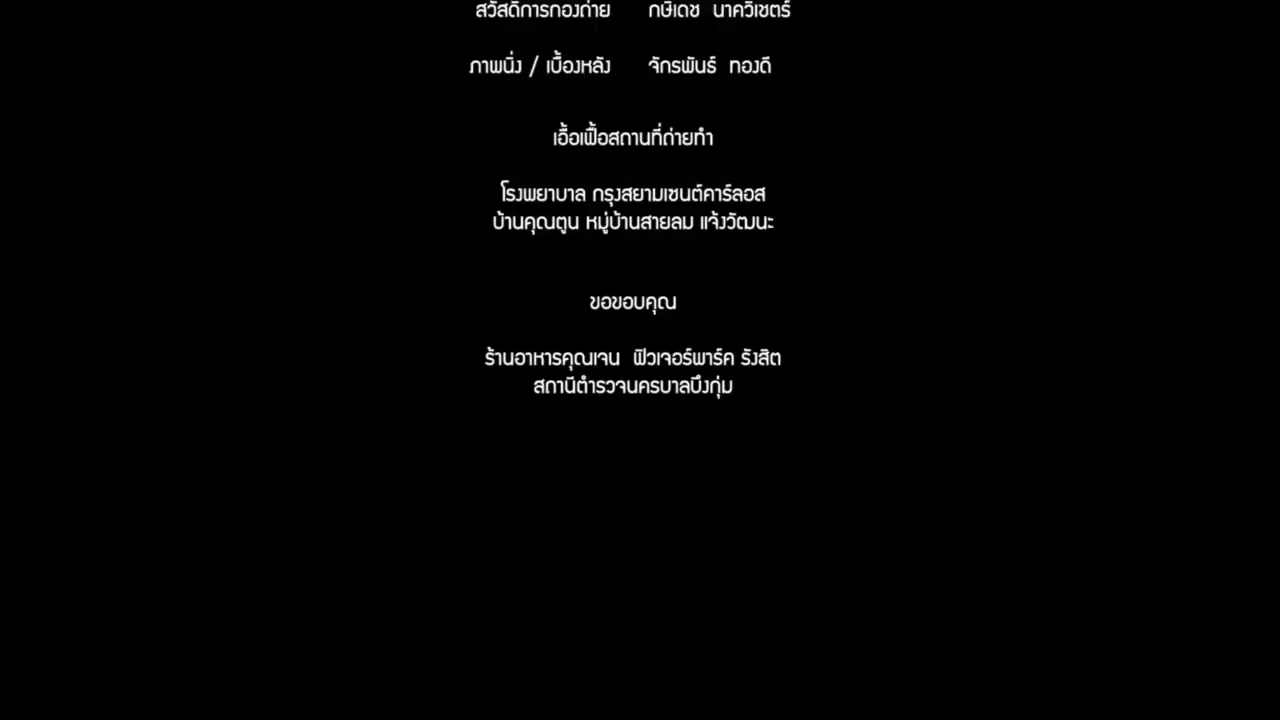 สวัสดิการกองถ่าย กษิเดช นาควิเชตร์
ภาพนิ่ง / เบื้องหลัง จักรพันธ์ ทองดี
เอื้อเฟื้อสถานที่ถ่ายทำ
โรงพยาบาล กรุงสยามเซนต์คาร์ลอส
บ้านคุณตูน หมู่บ้านสายลม แจ้งวัฒนะ
ขอขอบคุณ
ร้านอาหารคุณเจน ฟิวเจอร์พาร์ค รังสิต
สถานีตำรวจนครบาลบึงกุ่ม